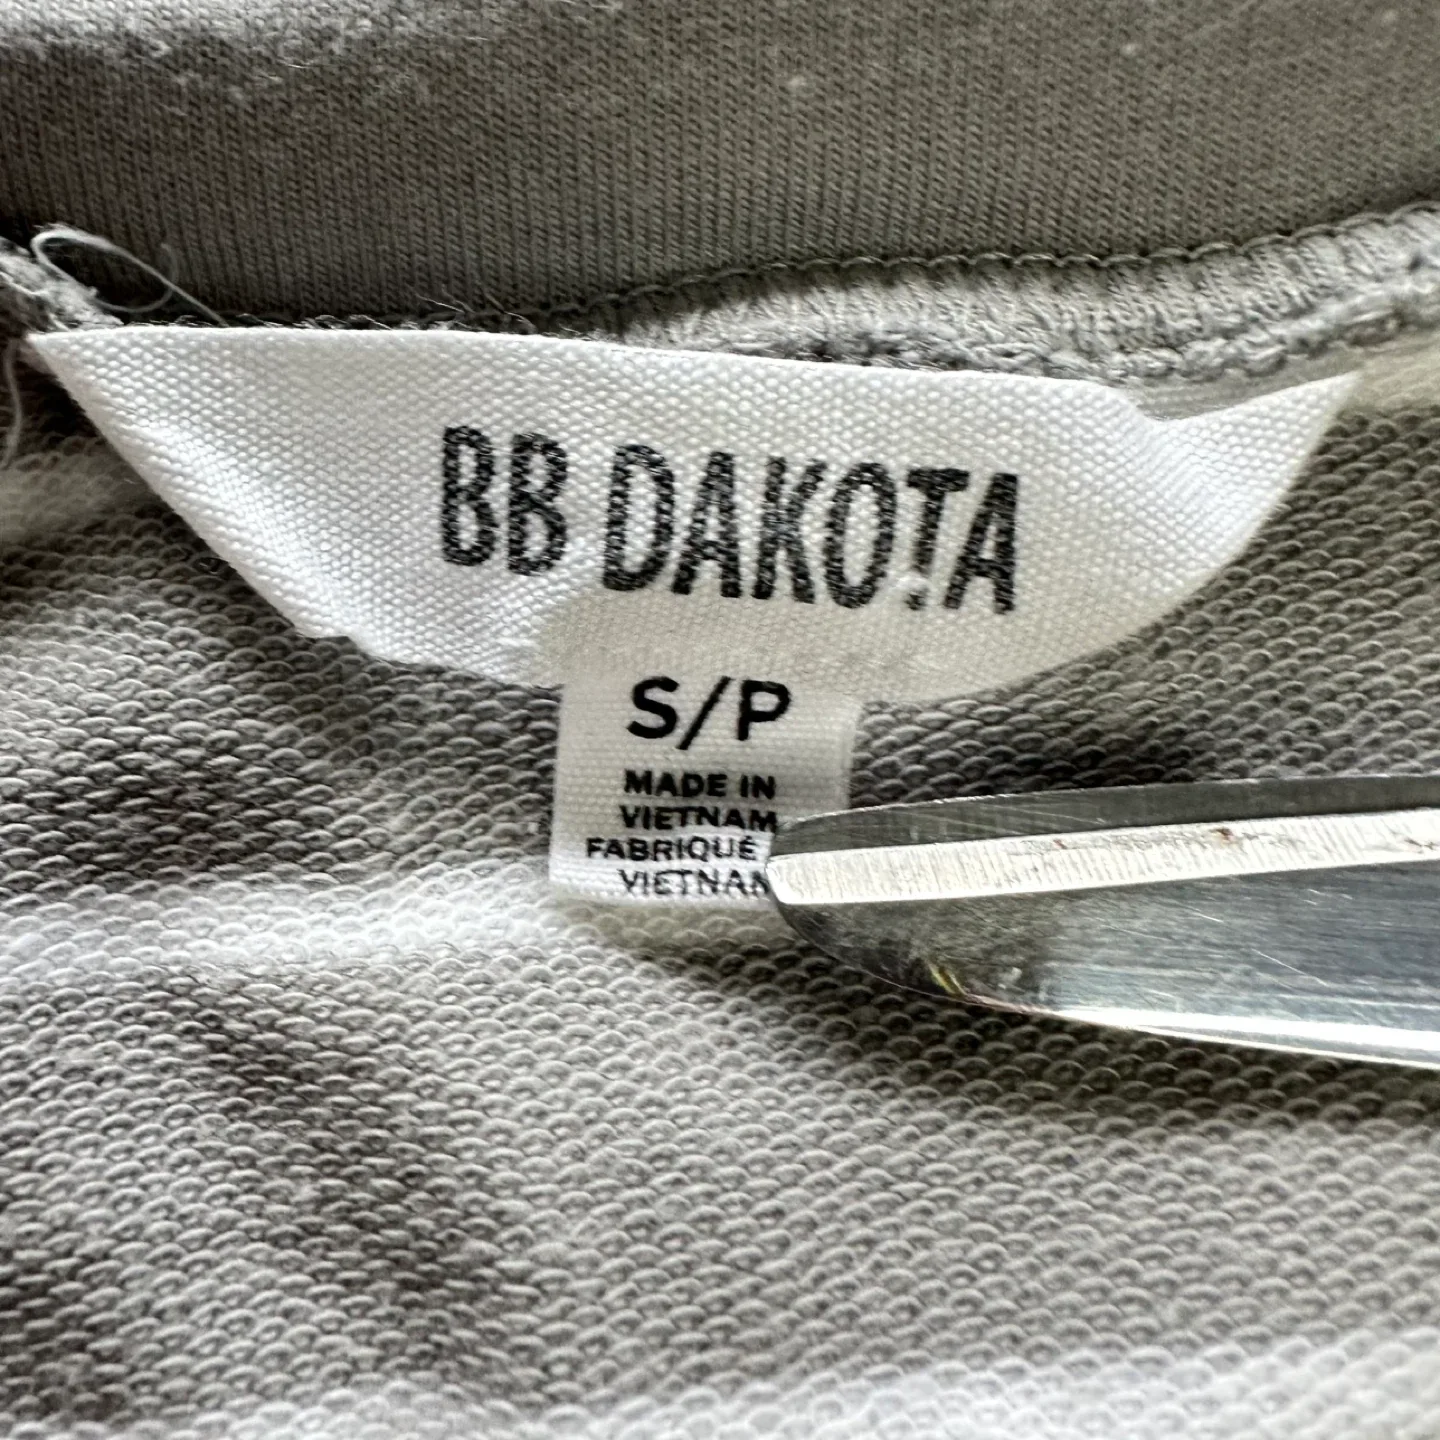 BB DAKOTA
S/P
MADE IN
VIETNAM
FABRIQUÉ
VIETNAM